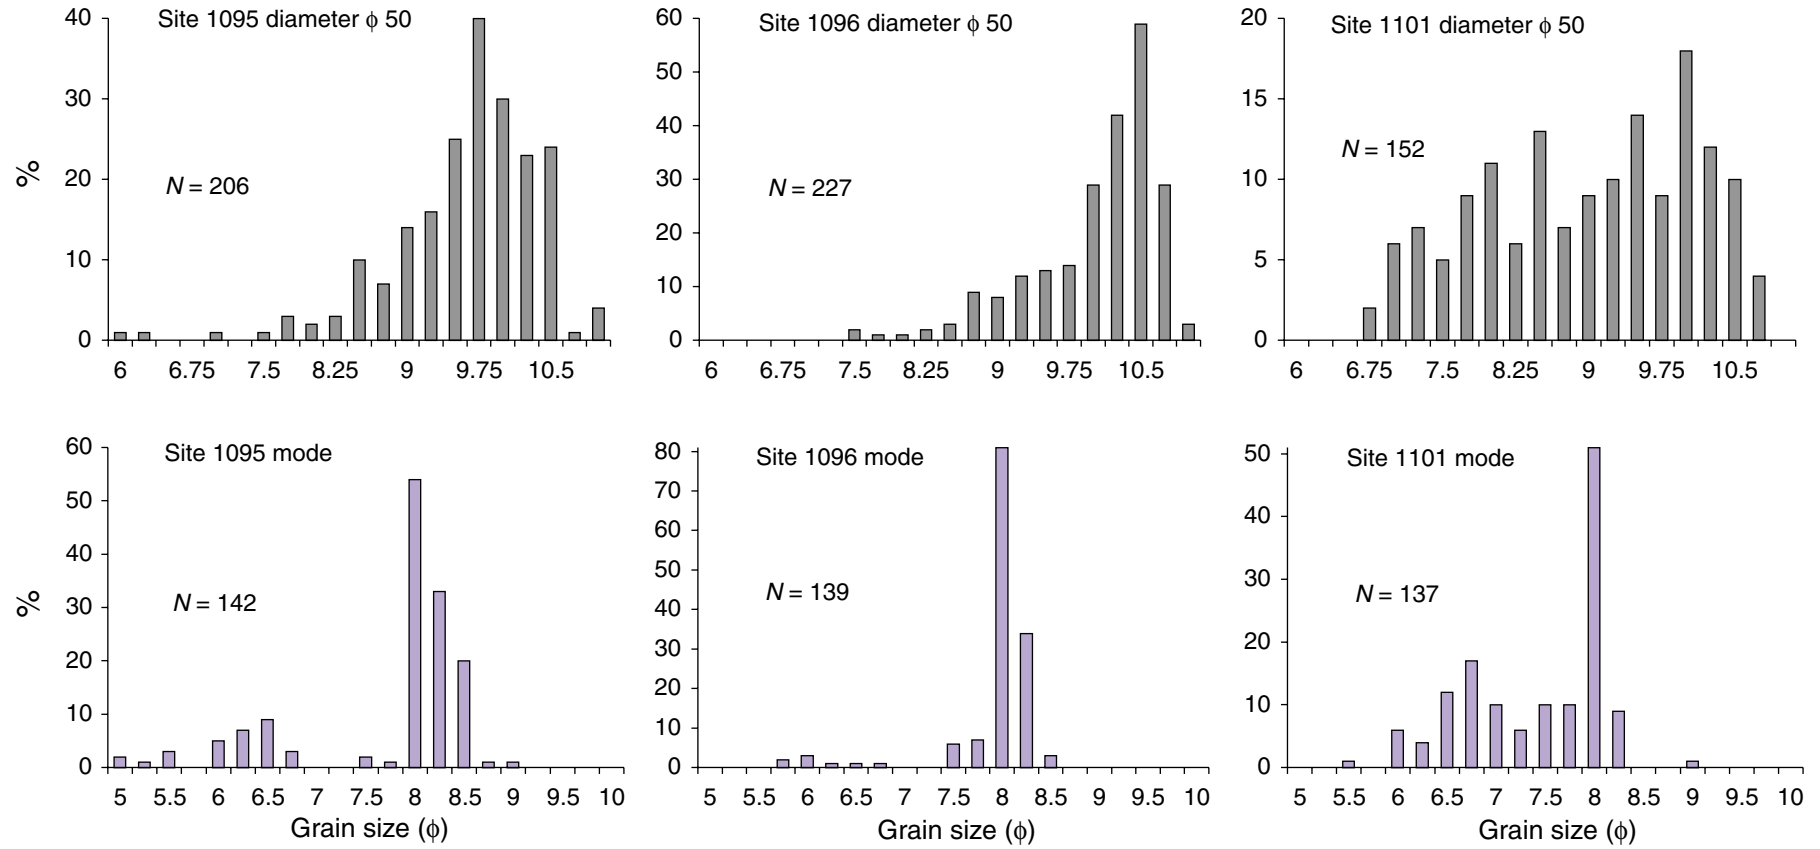 Site 1095 diameter ϕ 50
%
40
30
20
10
0
N = 206
6 6.75 7.5 8.25 9 9.75 10.5
Site 1096 diameter ϕ 50
60
50
40
30
20
10
0
N = 227
6 6.75 7.5 8.25 9 9.75 10.5
Site 1101 diameter ϕ 50
20
15
10
5
0
N = 152
6 6.75 7.5 8.25 9 9.75 10.5
Site 1095 mode
%
60
50
40
30
20
10
0
N = 142
5 5.5 6 6.5 7 7.5 8 8.5 9 9.5 10
Grain size (ϕ)
Site 1096 mode
80
70
60
50
40
30
20
10
0
N = 139
5 5.5 6 6.5 7 7.5 8 8.5 9 9.5 10
Grain size (ϕ)
Site 1101 mode
50
40
30
20
10
0
N = 137
5 5.5 6 6.5 7 7.5 8 8.5 9 9.5 10
Grain size (ϕ)